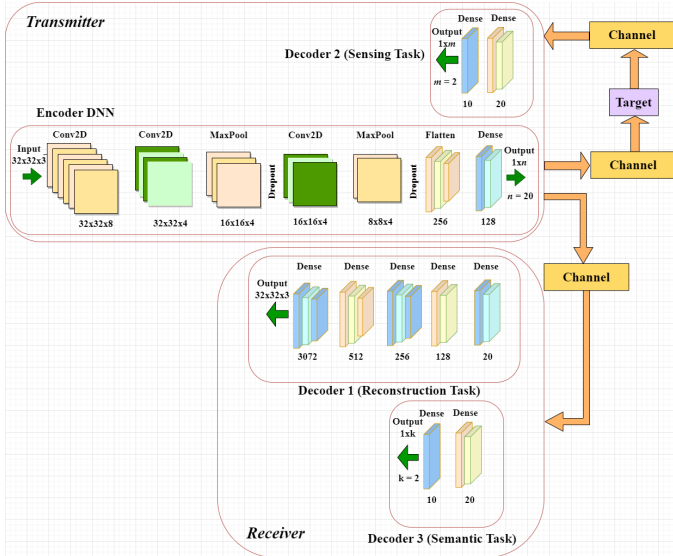 Transmitter
Dense Dense
Output
1xm
m = 2
10 20
Decoder 2 (Sensing Task)
Channel
Target
Channel
Encoder DNN
Input
32x32x3
Conv2D Conv2D MaxPool Conv2D MaxPool Flatten Dense
Dropout Dropout
Output
1xn
n = 20
32x32x8 32x32x4 16x16x4 16x16x4 8x8x4 256 128
Channel
Output
32x32x3
Dense Dense Dense Dense Dense
3072 512 256 128 20
Decoder 1 (Reconstruction Task)
Dense Dense
Output
1xk
k = 2
10 20
Receiver
Decoder 3 (Semantic Task)